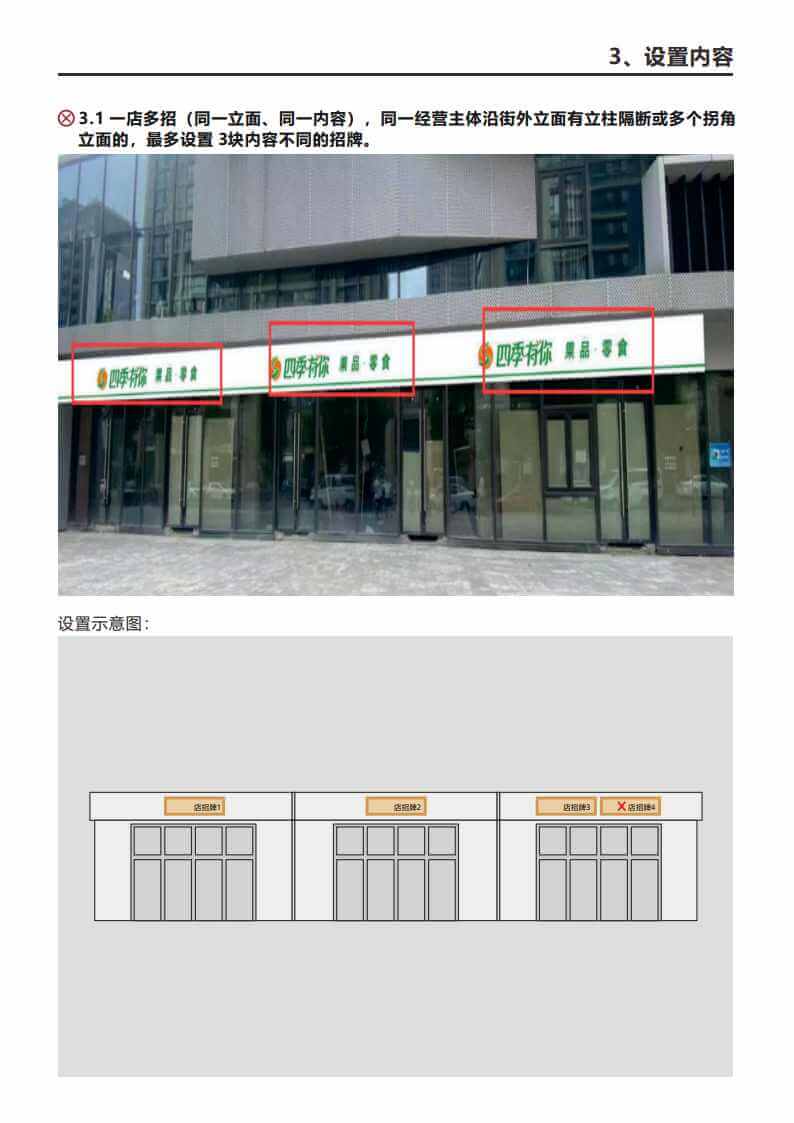 3、设置内容
3.1 一店多招（同一立面、同一内容），同一经营主体沿街外立面有立柱隔断或多个拐角
立面的，最多设置 3块内容不同的招牌。
四季有你 果品·零食
四季有你 果品·零食
四季有你 果品·零食
设置示意图：
店招牌1
店招牌2
店招牌3
店招牌4